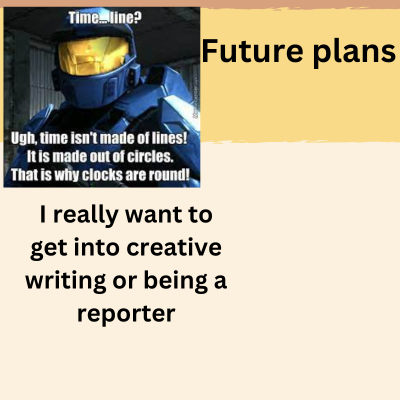 Time...line?
Future plans
Ugh, time isn't made of lines!
It is made out of circles.
That is why clocks are round!
I really want to
get into creative
writing or being a
reporter